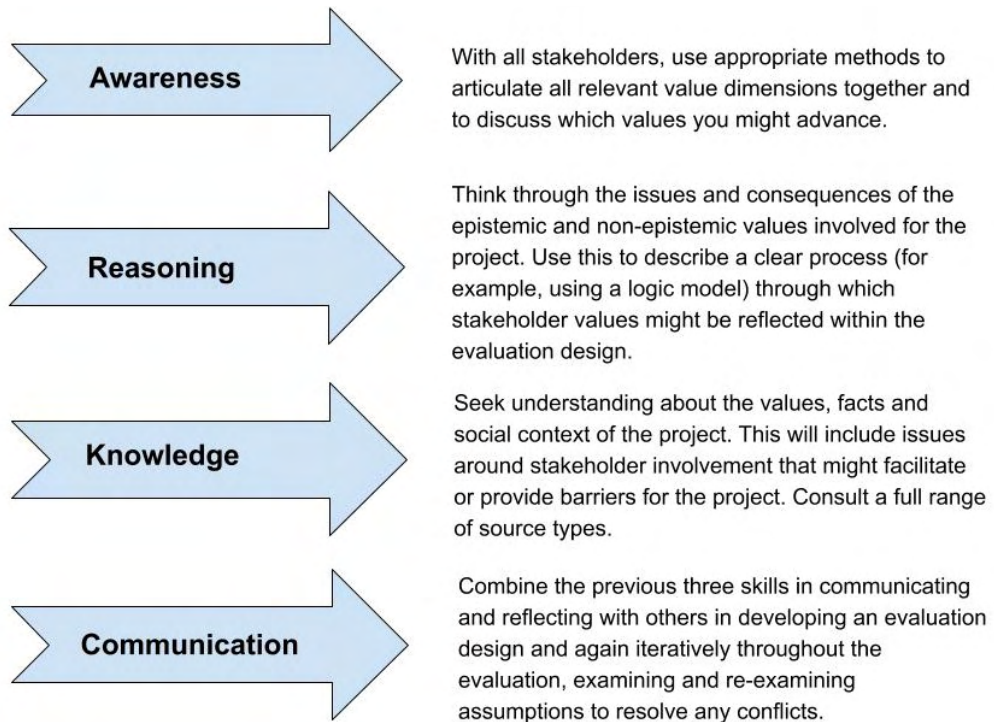 Awareness
With all stakeholders, use appropriate methods to
articulate all relevant value dimensions together and
to discuss which values you might advance.
Reasoning
Think through the issues and consequences of the
epistemic and non-epistemic values involved for the
project. Use this to describe a clear process (for
example, using a logic model) through which
stakeholder values might be reflected within the
evaluation design.
Knowledge
Seek understanding about the values, facts and
social context of the project. This will include issues
around stakeholder involvement that might facilitate
or provide barriers for the project. Consult a full range
of source types.
Communication
Combine the previous three skills in communicating
and reflecting with others in developing an evaluation
design and again iteratively throughout the
evaluation, examining and re-examining
assumptions to resolve any conflicts.